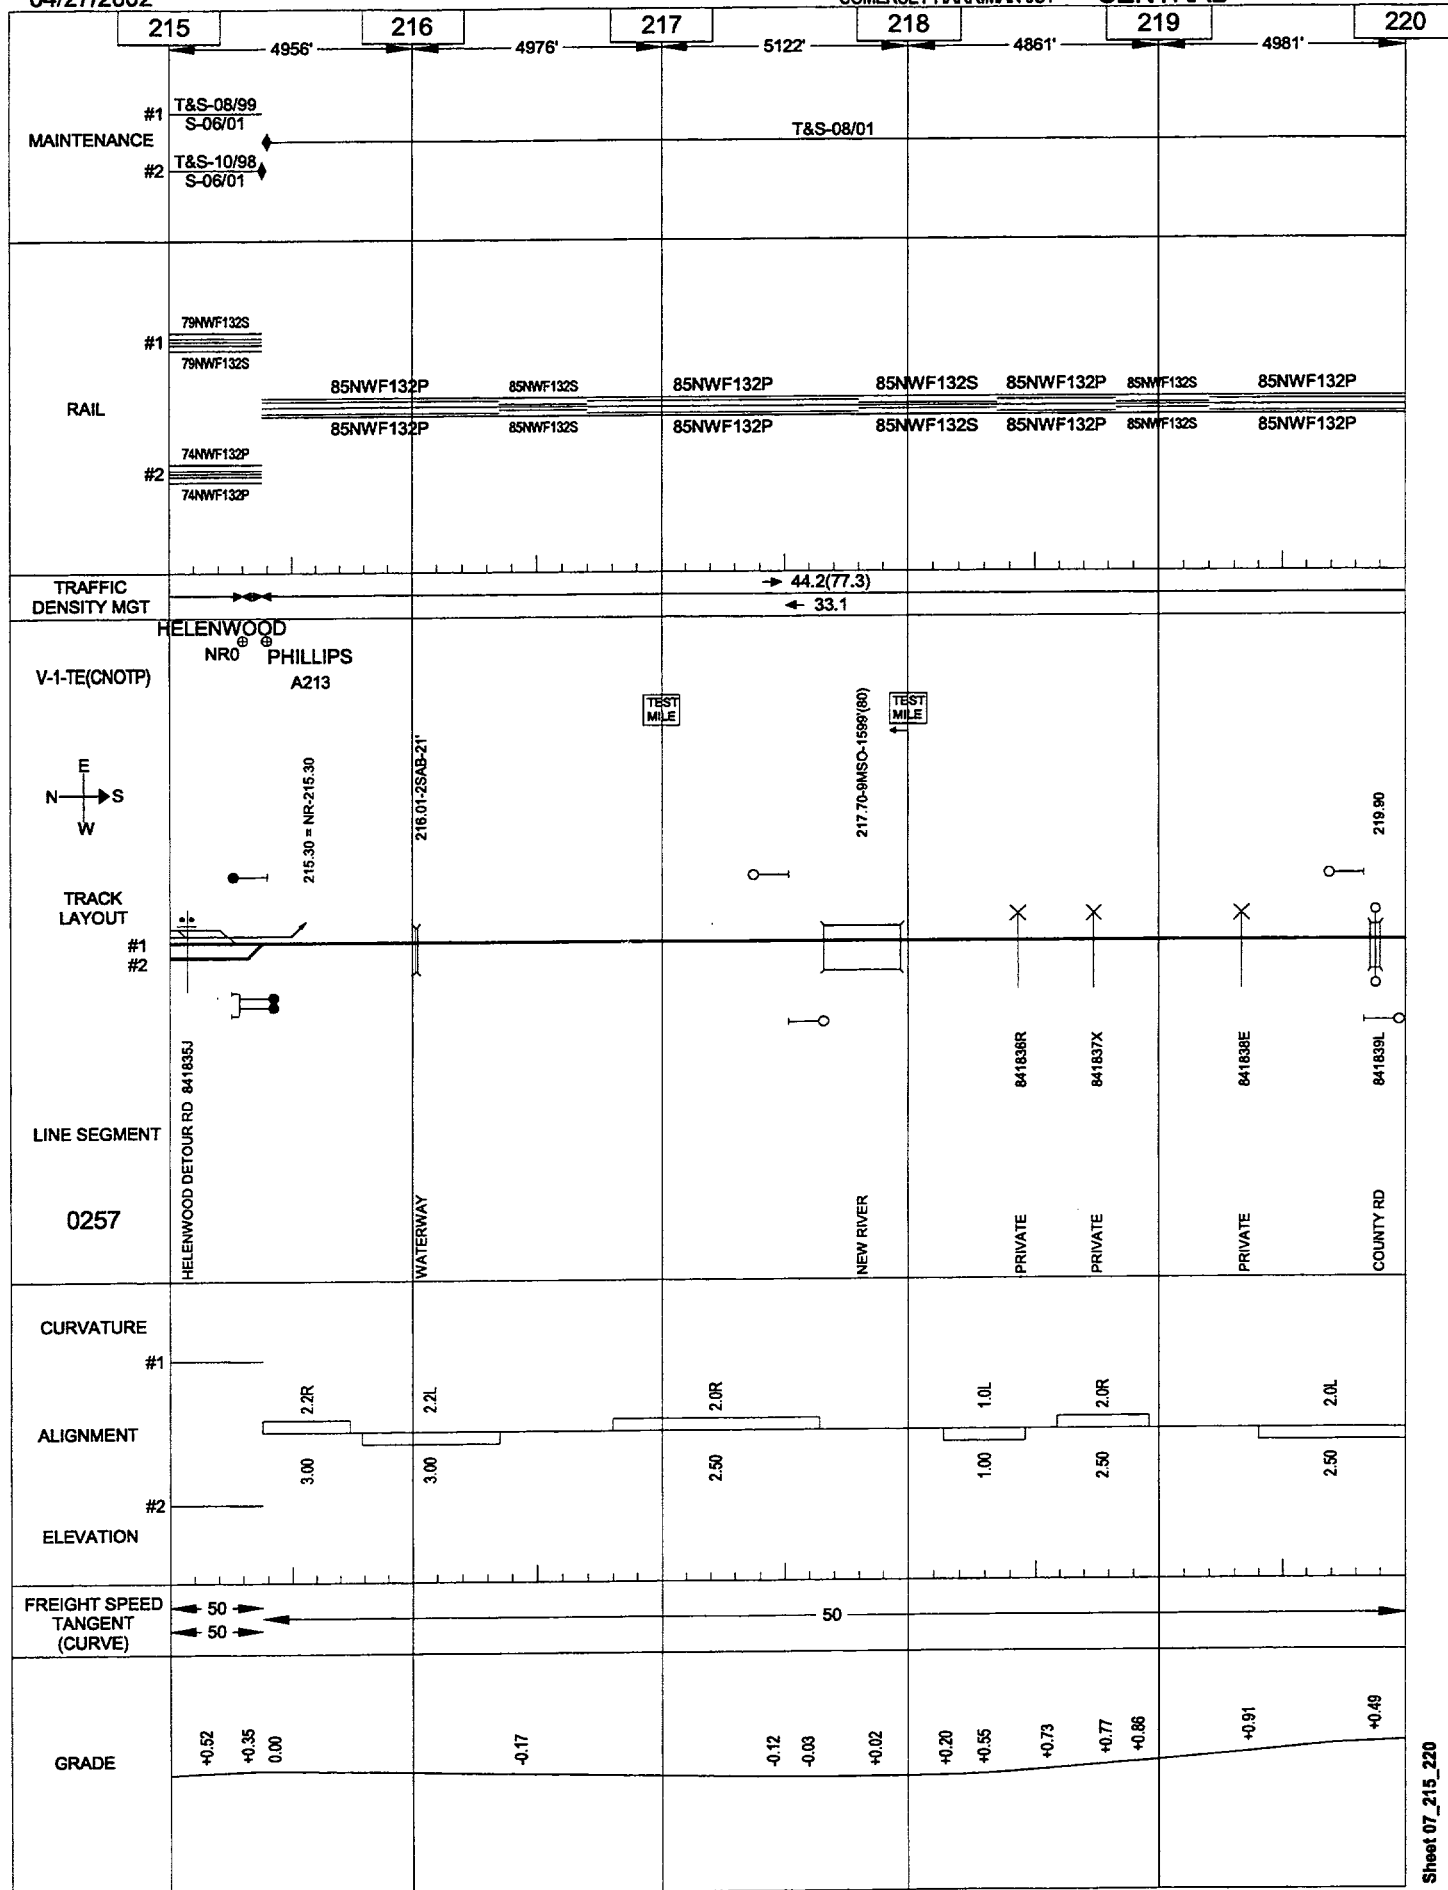 215 216 217 218 219 220
4956' 4976' 5122' 4861' 4981'
MAINTENANCE
#1 T&S-08/99
S-06/01
T&S-08/01
#2 T&S-10/98
S-06/01
RAIL
79NWF132S
#1
79NWF132S
85NWF132P 85NWF132S 85NWF132P 85NWF132S 85NWF132P 85NWF132S 85NWF132P
85NWF132P 85NWF132S 85NWF132P 85NWF132S 85NWF132P 85NWF132S 85NWF132P
74NWF132P
#2
74NWF132P
TRAFFIC
DENSITY MGT
44.2(77.3)
33.1
HELENWOOD
NR0 PHILLIPS
A213
V-1-TE(CNOTP)
TEST
MILE
TEST
MILE
E
N S
W
215.30 = NR-215.30
216.01-2SAB-21'
217.70-9MSO-1599'(80)
219.90
TRACK
LAYOUT
#1
#2
HELENWOOD DETOUR RD 841835J
WATERWAY
NEW RIVER
PRIVATE 841836R
PRIVATE 841837X
PRIVATE 841838E
COUNTY RD 841839L
LINE SEGMENT
0257
CURVATURE
#1
2.2R 2.2L 2.0R 1.0L 2.0R 2.0L
ALIGNMENT
3.00 3.00 2.50 1.00 2.50 2.50
#2
ELEVATION
FREIGHT SPEED
TANGENT
(CURVE)
50
50
50
GRADE
+0.52 +0.35 0.00 -0.17 -0.12 -0.03 +0.02 +0.20 +0.55 +0.73 +0.77 +0.86 +0.91 +0.49
Sheet 07_215_220